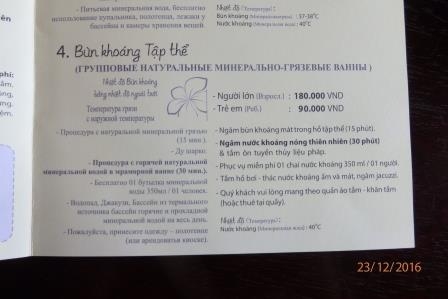 - Питьевая минеральная вода, бесплатно
использование купальника, полотенца, лежаки у
бассейна и камеры хранения вещей.
Nhiệt độ (Температура) :
Bùn khoáng (Минеральная грязь) : 37-38°C
Nước khoáng (Минеральная вода) : 40°C
4. Bùn khoáng Tập thể
(ГРУППОВЫЕ НАТУРАЛЬНЫЕ МИНЕРАЛЬНО-ГРЯЗЕВЫЕ ВАННЫ )
Nhiệt độ Bùn khoáng
bằng nhiệt độ ngoài trời
Температура грязи
с наружной температуры
- Người lớn (Взросл.) : 180.000 VND
- Trẻ em (Реб.) : 90.000 VND
- Процедура с натуральной минеральной грязью
(15 мин.)
- Ду шарко.
- Процедура с горячей натуральной
минеральной водой в мраморной ванне (30 мин.)
- Бесплатно 01 бутылка минеральной
воды 350мл / 01 человек.
- Водопад, Джакузи, Бассейн из термального
источника бассейн горячие и прохладной
минеральной водой на весь день.
- Пожалуйста, принесите одежду - полотенце
(или арендовать в киоске).
- Ngâm bùn khoáng mát trong hồ tập thể (15 phút).
- Ngâm nước khoáng nóng thiên nhiên (30 phút)
& tắm ôn tuyền thủy liệu pháp.
- Phục vụ miễn phí 01 chai nước khoáng 350 ml / 01 người.
- Tắm hồ bơi - thác nước khoáng ấm và mát, ngâm jacuzzi.
- Quý khách vui lòng mang theo quần áo tắm - khăn tắm
(hoặc thuê tại quầy).
Nhiệt độ (Температура) :
Nước khoáng (Минеральная вода) : 40°C
23/12/2016